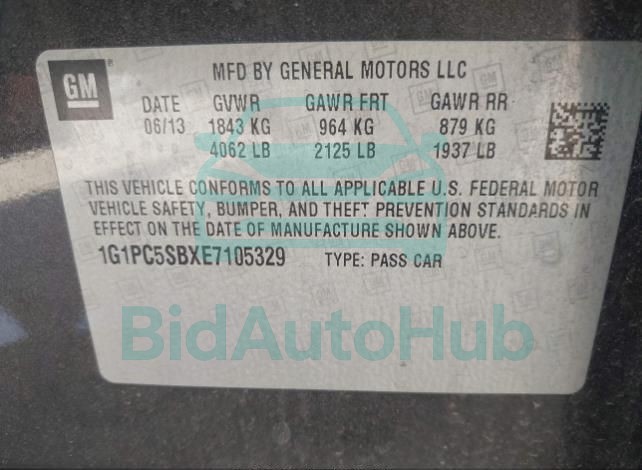 GM
MFD BY GENERAL MOTORS LLC
DATE GVWR GAWR FRT GAWR RR
06/13 1843 KG 964 KG 879 KG
4062 LB 2125 LB 1937 LB
THIS VEHICLE CONFORMS TO ALL APPLICABLE U.S. FEDERAL MOTOR
VEHICLE SAFETY, BUMPER, AND THEFT PREVENTION STANDARDS IN
EFFECT ON THE DATE OF MANUFACTURE SHOWN ABOVE.
1G1PC5SBXE7105329 TYPE: PASS CAR
BidAutoHub